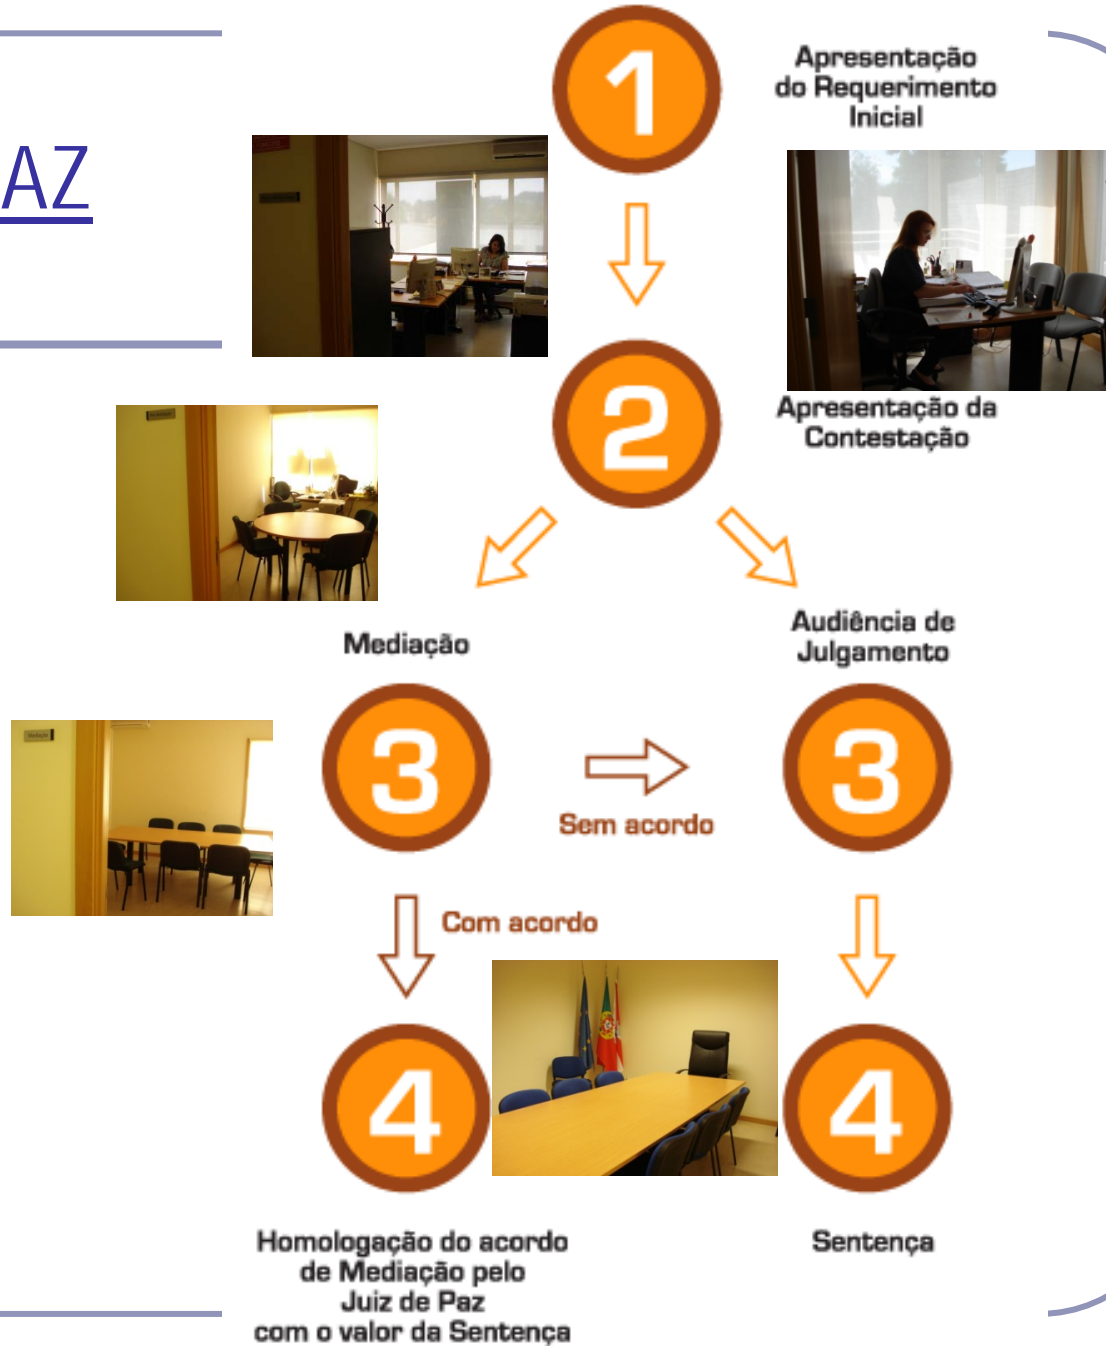 1
Apresentação
do Requerimento
Inicial
AZ
2
Apresentação da
Contestação
Mediação
Audiência de
Julgamento
3
Sem acordo
3
Com acordo
4
4
Homologação do acordo
de Mediação pelo
Juiz de Paz
com o valor da Sentença
Sentença